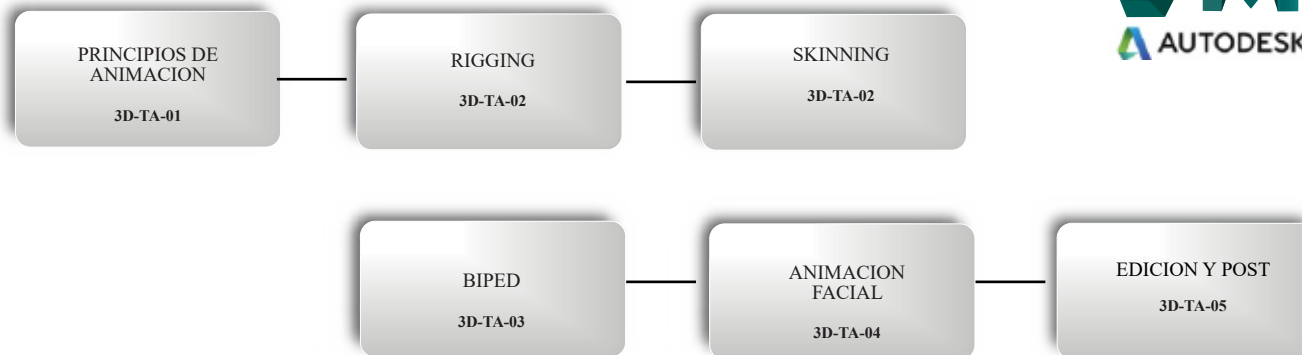 PRINCIPIOS DE
ANIMACION
3D-TA-01
RIGGING
3D-TA-02
SKINNING
3D-TA-02
AUTODESK
BIPED
3D-TA-03
ANIMACION
FACIAL
3D-TA-04
EDICION Y POST
3D-TA-05